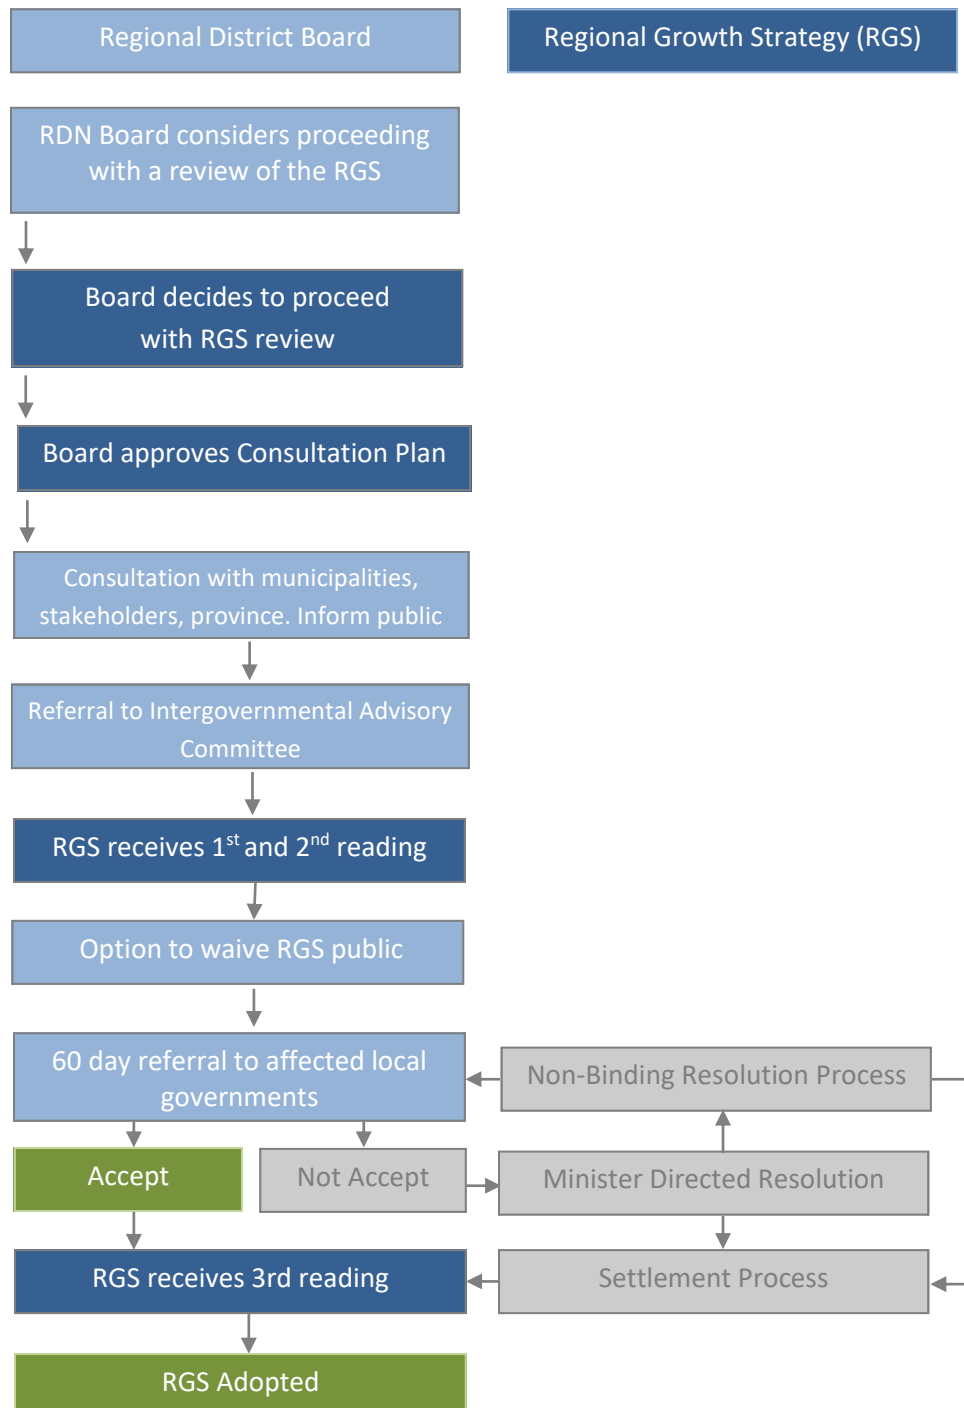 Regional District Board
Regional Growth Strategy (RGS)
RDN Board considers proceeding
with a review of the RGS
Board decides to proceed
with RGS review
Board approves Consultation Plan
Consultation with municipalities,
stakeholders, province. Inform public
Referral to Intergovernmental Advisory
Committee
RGS receives 1st and 2nd reading
Option to waive RGS public
60 day referral to affected local
governments
Non-Binding Resolution Process
Accept
Not Accept
Minister Directed Resolution
RGS receives 3rd reading
Settlement Process
RGS Adopted